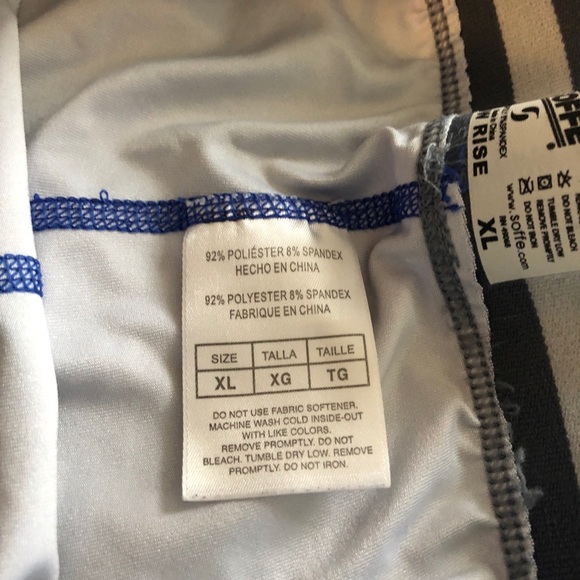 92% POLIÉSTER 8% SPANDEX
HECHO EN CHINA
92% POLYESTER 8% SPANDEX
FABRIQUE EN CHINA
SIZE TALLA TAILLE
XL XG TG
DO NOT USE FABRIC SOFTENER.
MACHINE WASH COLD INSIDE-OUT
WITH LIKE COLORS.
REMOVE PROMPTLY. DO NOT
BLEACH. TUMBLE DRY LOW. REMOVE
PROMPTLY. DO NOT IRON.
RISE
XL
DO NOT BLEACH
TUMBLE DRY LOW
REMOVE PROMPTLY
DO NOT IRON
www.soffe.com